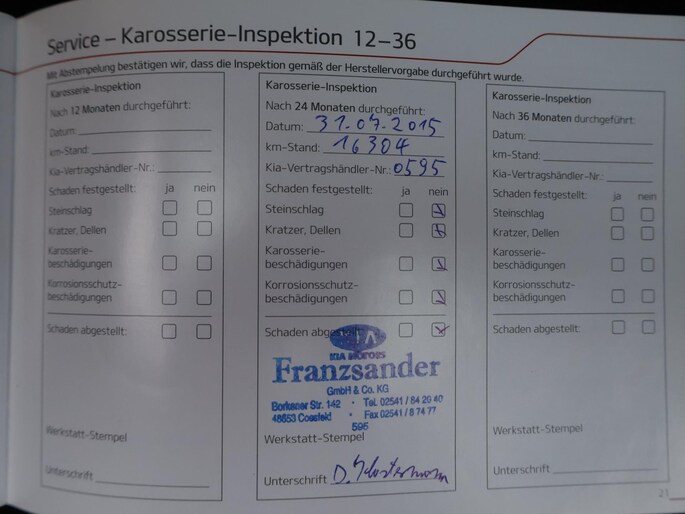 Service – Karosserie-Inspektion 12–36
Mit Abstempelung bestätigen wir, dass die Inspektion gemäß der Herstellervorgabe durchgeführt wurde.
Karosserie-Inspektion
Nach 12 Monaten durchgeführt:
Datum:
km-Stand:
Kia-Vertragshändler-Nr.:
Schaden festgestellt: ja nein
Steinschlag
Kratzer, Dellen
Karosserie-
beschädigungen
Korrosionsschutz-
beschädigungen
Schaden abgestellt:
Werkstatt-Stempel
Unterschrift
Karosserie-Inspektion
Nach 24 Monaten durchgeführt:
Datum: 31.07.2015
km-Stand: 16304
Kia-Vertragshändler-Nr.: 0595
Schaden festgestellt: ja nein
Steinschlag
Kratzer, Dellen
Karosserie-
beschädigungen
Korrosionsschutz-
beschädigungen
Schaden abgestellt:
KIA MOTORS
Franzsander
GmbH & Co. KG
Borkener Str. 142 · Tel. 02541 / 84 20 40
48653 Coesfeld · Fax 02541 / 8 74 77
595
Werkstatt-Stempel
Unterschrift D.
Karosserie-Inspektion
Nach 36 Monaten durchgeführt:
Datum:
km-Stand:
Kia-Vertragshändler-Nr.:
Schaden festgestellt: ja nein
Steinschlag
Kratzer, Dellen
Karosserie-
beschädigungen
Korrosionsschutz-
beschädigungen
Schaden abgestellt:
Werkstatt-Stempel
Unterschrift
21